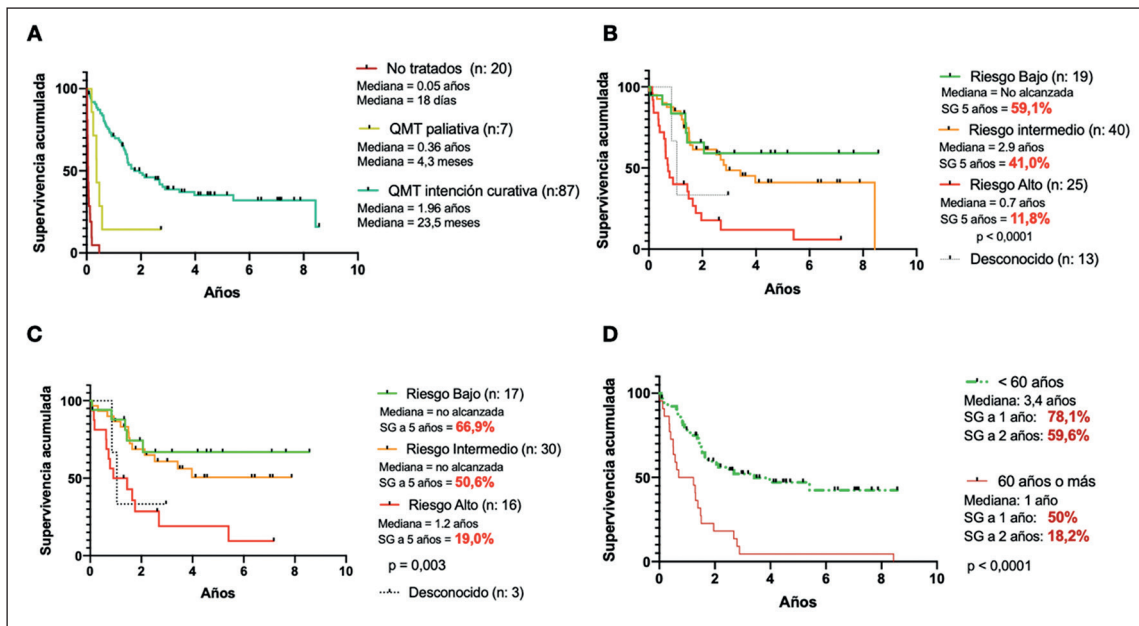 A
Supervivencia acumulada
100
50
0
0
2
4
6
8
10
Años
No tratados (n: 20)
Mediana = 0.05 años
Mediana = 18 días
QMT paliativa (n:7)
Mediana = 0.36 años
Mediana = 4,3 meses
QMT intención curativa (n:87)
Mediana = 1.96 años
Mediana = 23,5 meses
B
Supervivencia acumulada
100
50
0
0
2
4
6
8
10
Años
Riesgo Bajo (n: 19)
Mediana = No alcanzada
SG 5 años = 59,1%
Riesgo intermedio (n: 40)
Mediana = 2.9 años
SG 5 años = 41,0%
Riesgo Alto (n: 25)
Mediana = 0.7 años
SG 5 años = 11,8%
p < 0,0001
Desconocido (n: 13)
C
Supervivencia acumulada
100
50
0
0
2
4
6
8
10
Años
Riesgo Bajo (n: 17)
Mediana = no alcanzada
SG a 5 años = 66,9%
Riesgo Intermedio (n: 30)
Mediana = no alcanzada
SG a 5 años = 50,6%
Riesgo Alto (n: 16)
Mediana = 1.2 años
SG a 5 años = 19,0%
p = 0,003
Desconocido (n: 3)
D
Supervivencia acumulada
100
50
0
0
2
4
6
8
10
Años
< 60 años
Mediana: 3,4 años
SG a 1 año: 78,1%
SG a 2 años: 59,6%
60 años o más
Mediana: 1 año
SG a 1 año: 50%
SG a 2 años: 18,2%
p < 0,0001